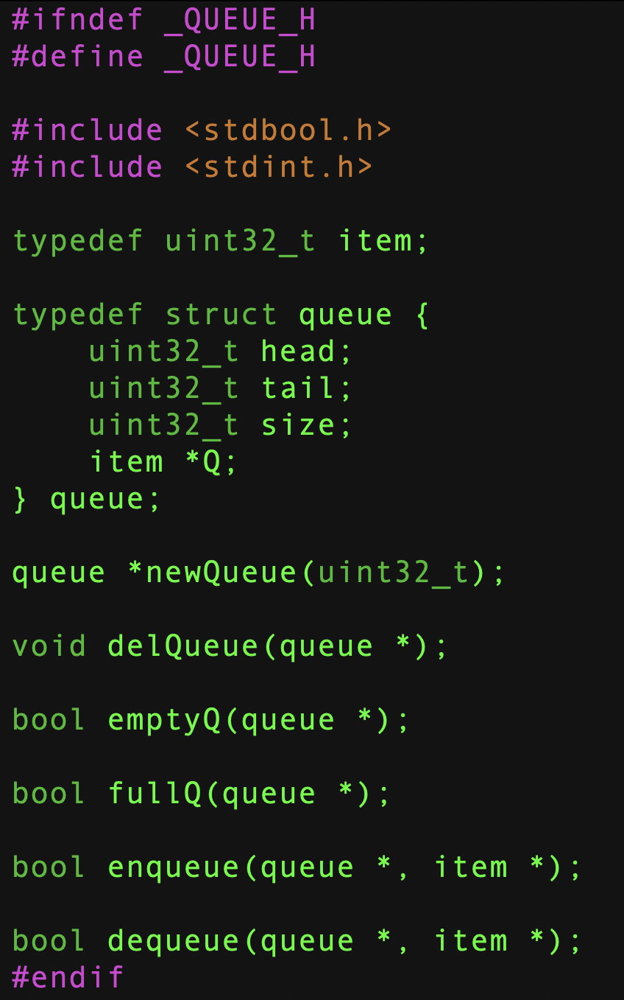 #ifndef _QUEUE_H
#define _QUEUE_H

#include <stdbool.h>
#include <stdint.h>

typedef uint32_t item;

typedef struct queue {
    uint32_t head;
    uint32_t tail;
    uint32_t size;
    item *Q;
} queue;

queue *newQueue(uint32_t);

void delQueue(queue *);

bool emptyQ(queue *);

bool fullQ(queue *);

bool enqueue(queue *, item *);

bool dequeue(queue *, item *);
#endif